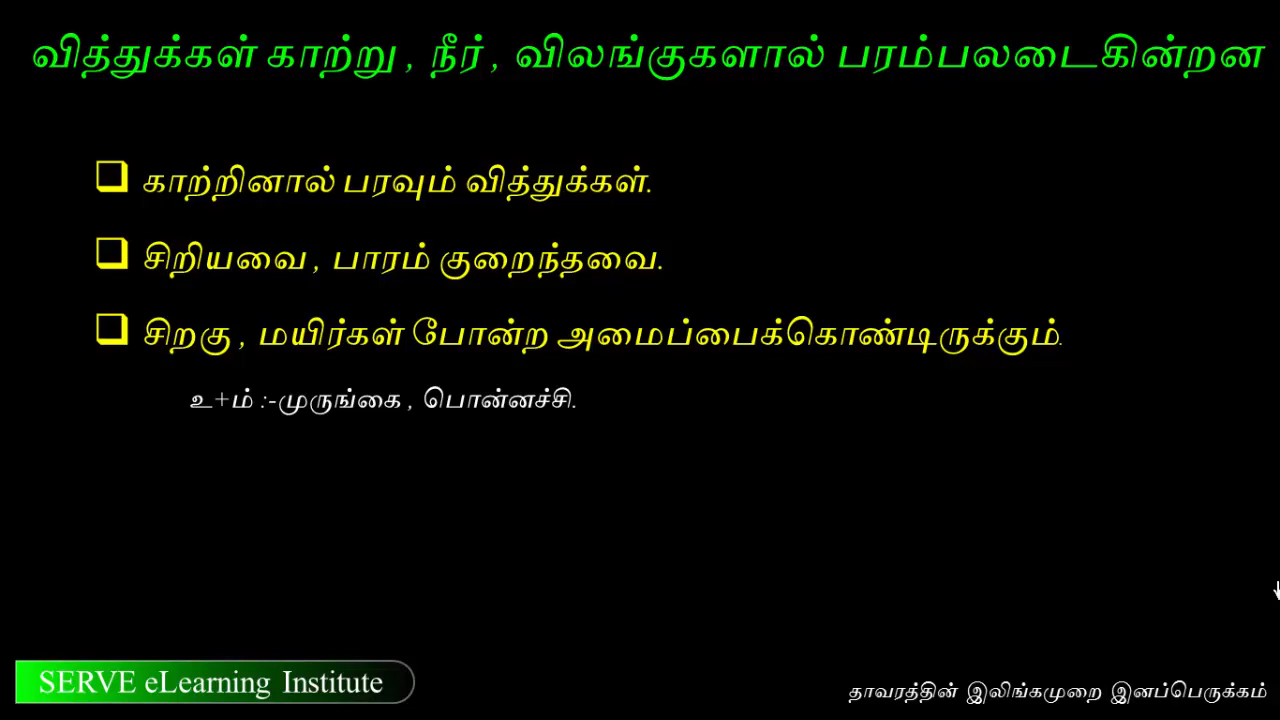 வித்துக்கள் காற்று , நீர் , விலங்குகளால் பரம்பலடைகின்றன
காற்றினால் பரவும் வித்துக்கள்.
சிறியவை , பாரம் குறைந்தவை.
சிறகு , மயிர்கள் போன்ற அமைப்பைக்கொண்டிருக்கும்.
உ+ம் :-முருங்கை , பொன்னச்சி.
SERVE eLearning Institute
தாவரத்தின் இலிங்கமுறை இனப்பெருக்கம்